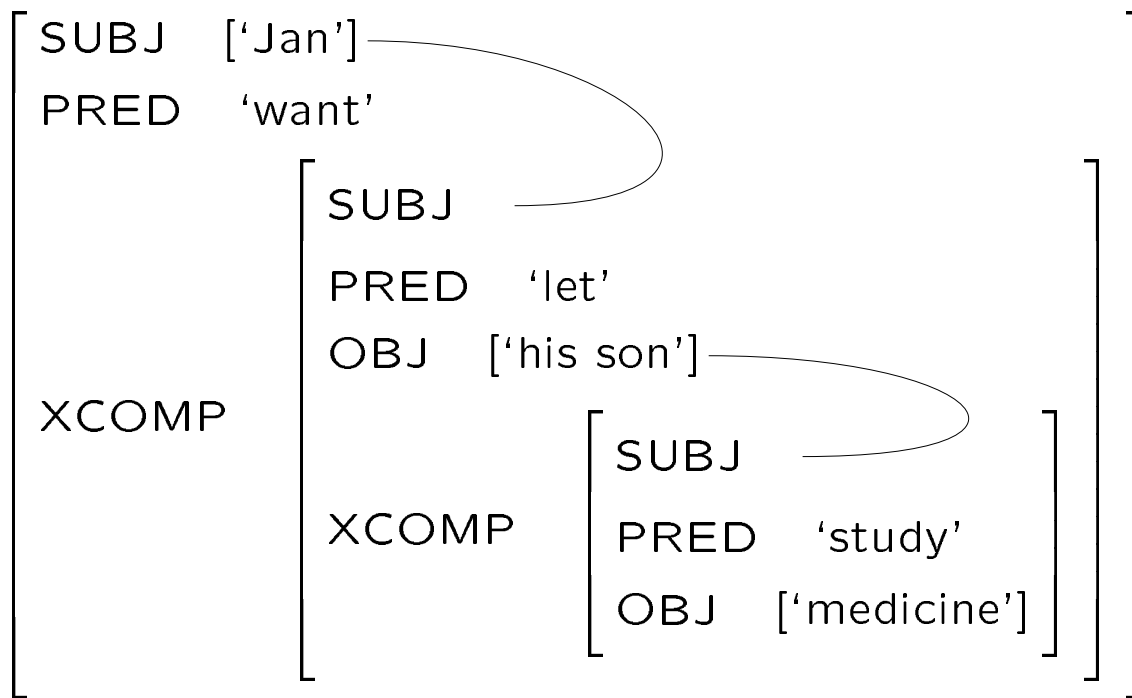 SUBJ [‘Jan’]
PRED ‘want’
SUBJ
PRED ‘let’
OBJ [‘his son’]
XCOMP
SUBJ
XCOMP
PRED ‘study’
OBJ [‘medicine’]